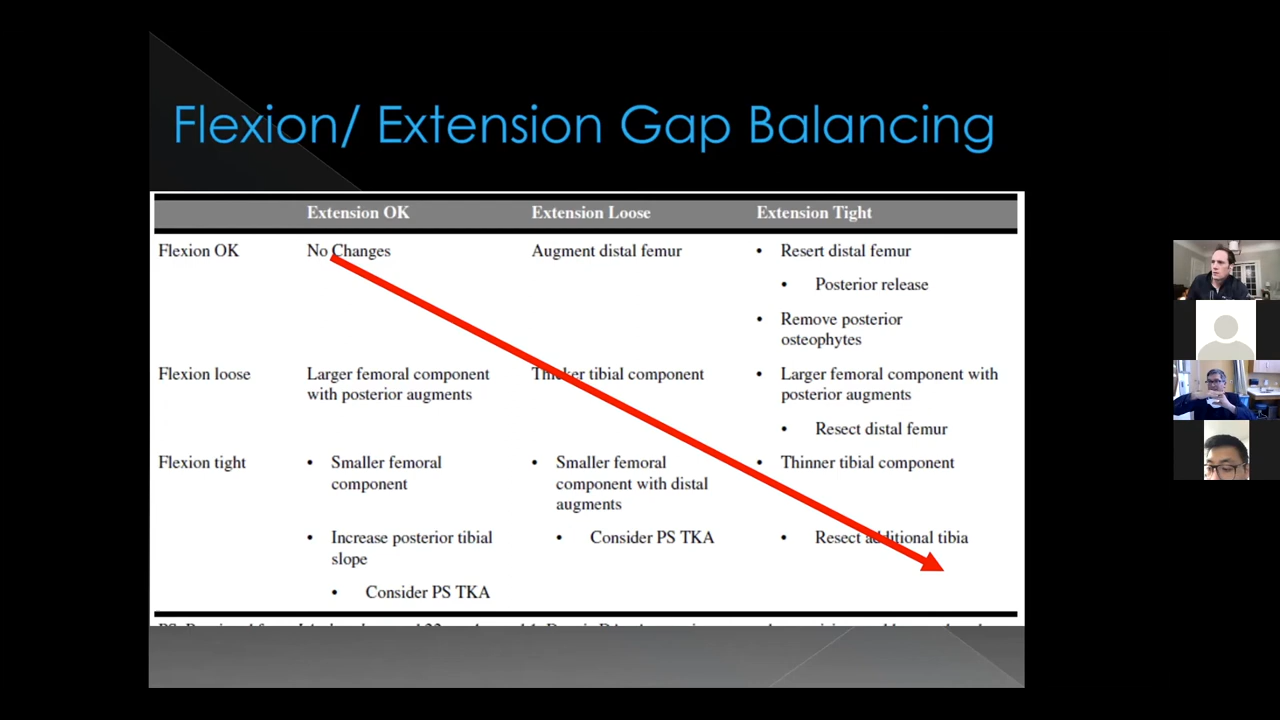 Flexion/ Extension Gap Balancing
Extension OK Extension Loose Extension Tight
Flexion OK No Changes Augment distal femur • Resert distal femur
• Posterior release
• Remove posterior
osteophytes
Flexion loose Larger femoral component Thicker tibial component • Larger femoral component with
with posterior augments posterior augments
• Resect distal femur
Flexion tight • Smaller femoral • Smaller femoral • Thinner tibial component
component component with distal
augments
• Increase posterior tibial • Consider PS TKA • Resect additional tibia
slope
• Consider PS TKA